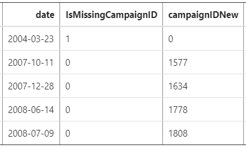 date IsMissingCampaignID campaignIDNew
2004-03-23 1 0
2007-10-11 0 1577
2007-12-28 0 1634
2008-06-14 0 1778
2008-07-09 0 1808